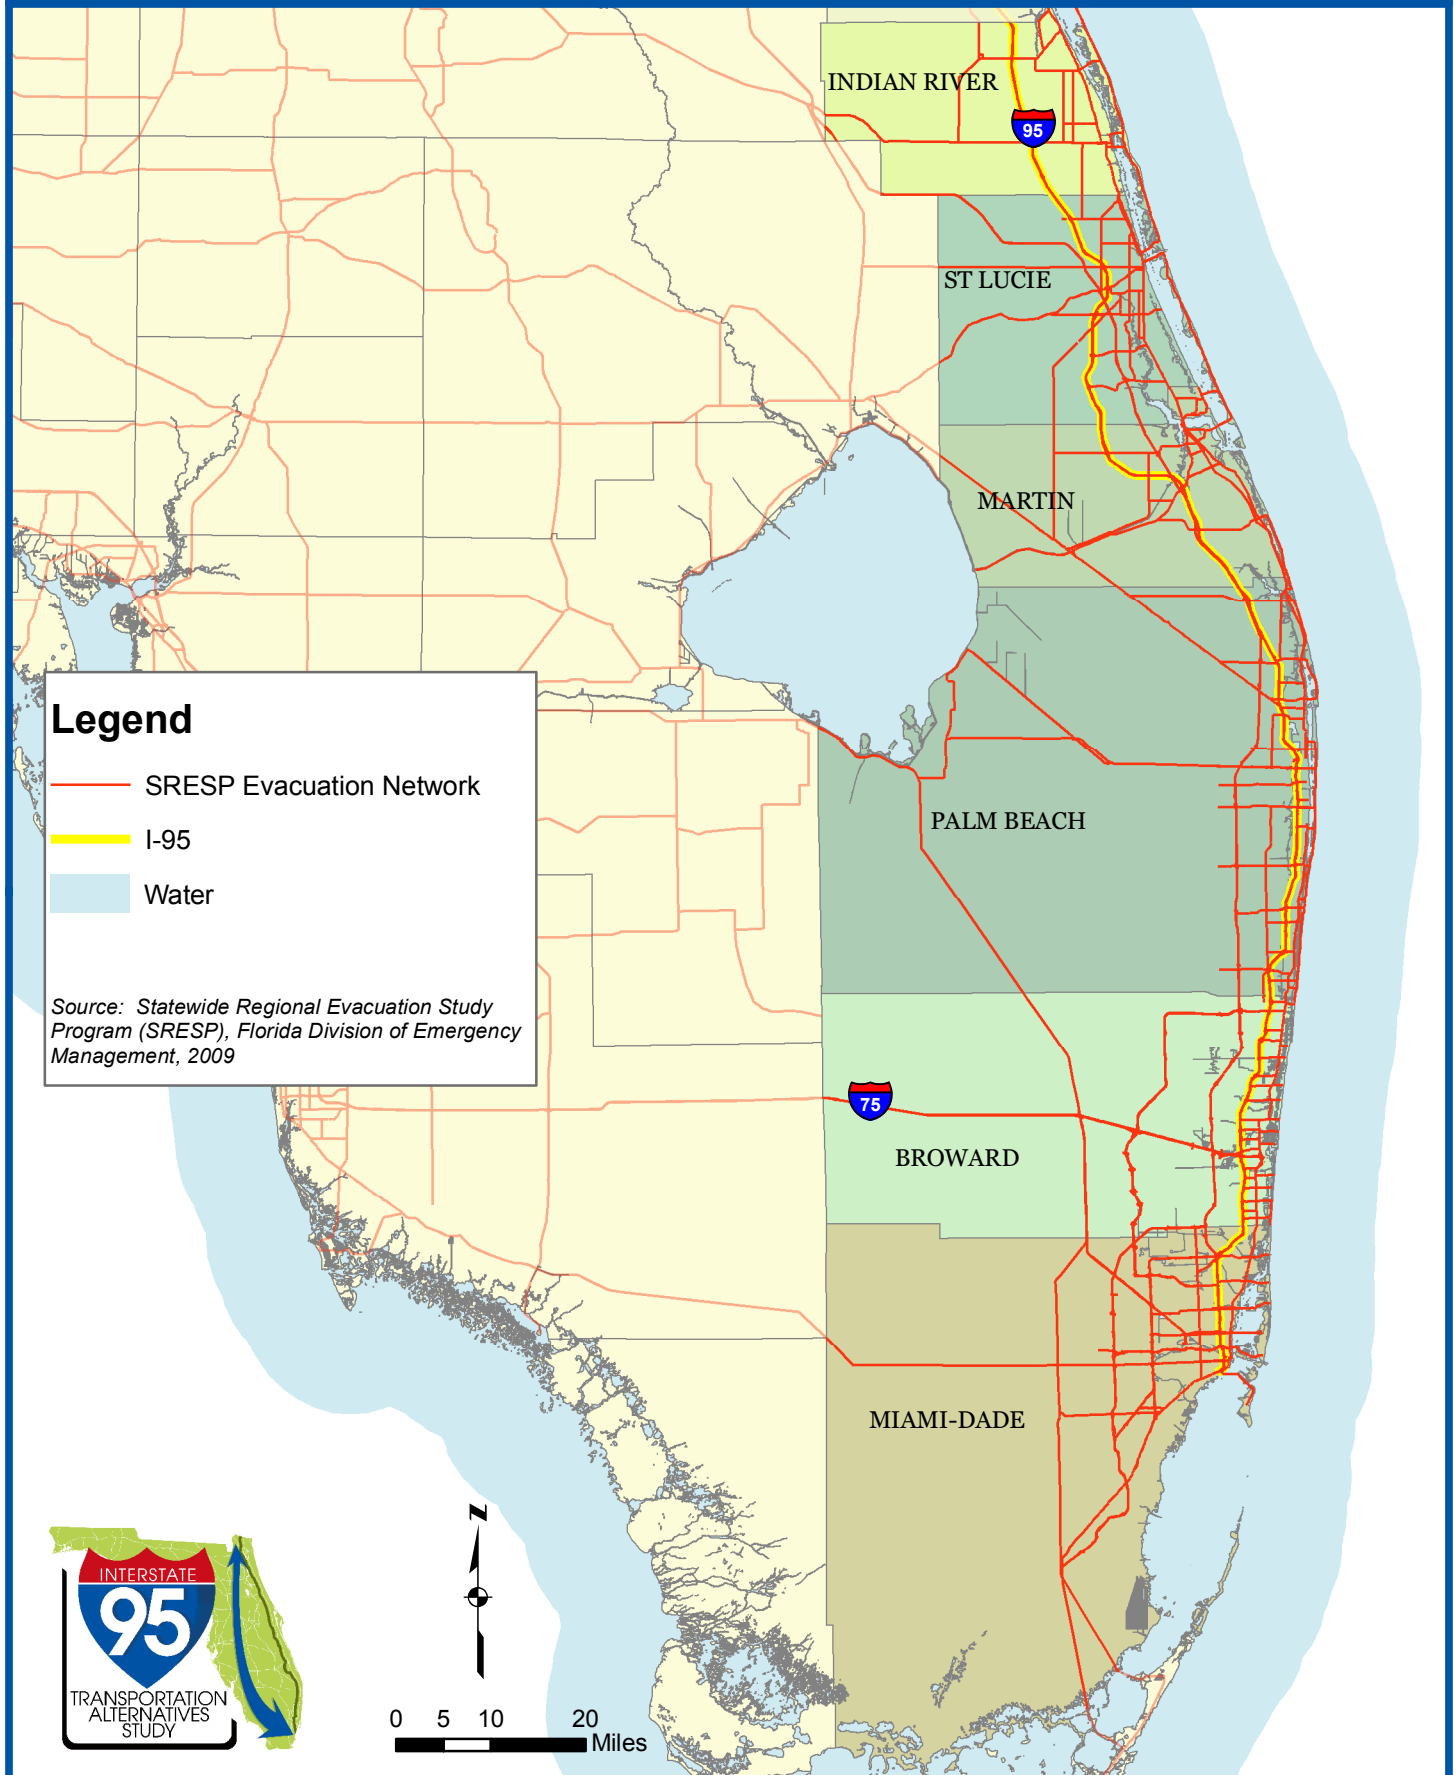 INDIAN RIVER
95
ST LUCIE
MARTIN
Legend
SRESP Evacuation Network
I-95
Water
Source: Statewide Regional Evacuation Study
Program (SRESP), Florida Division of Emergency
Management, 2009
PALM BEACH
75
BROWARD
MIAMI-DADE
INTERSTATE
95
TRANSPORTATION
ALTERNATIVES
STUDY
N
0 5 10 20
Miles